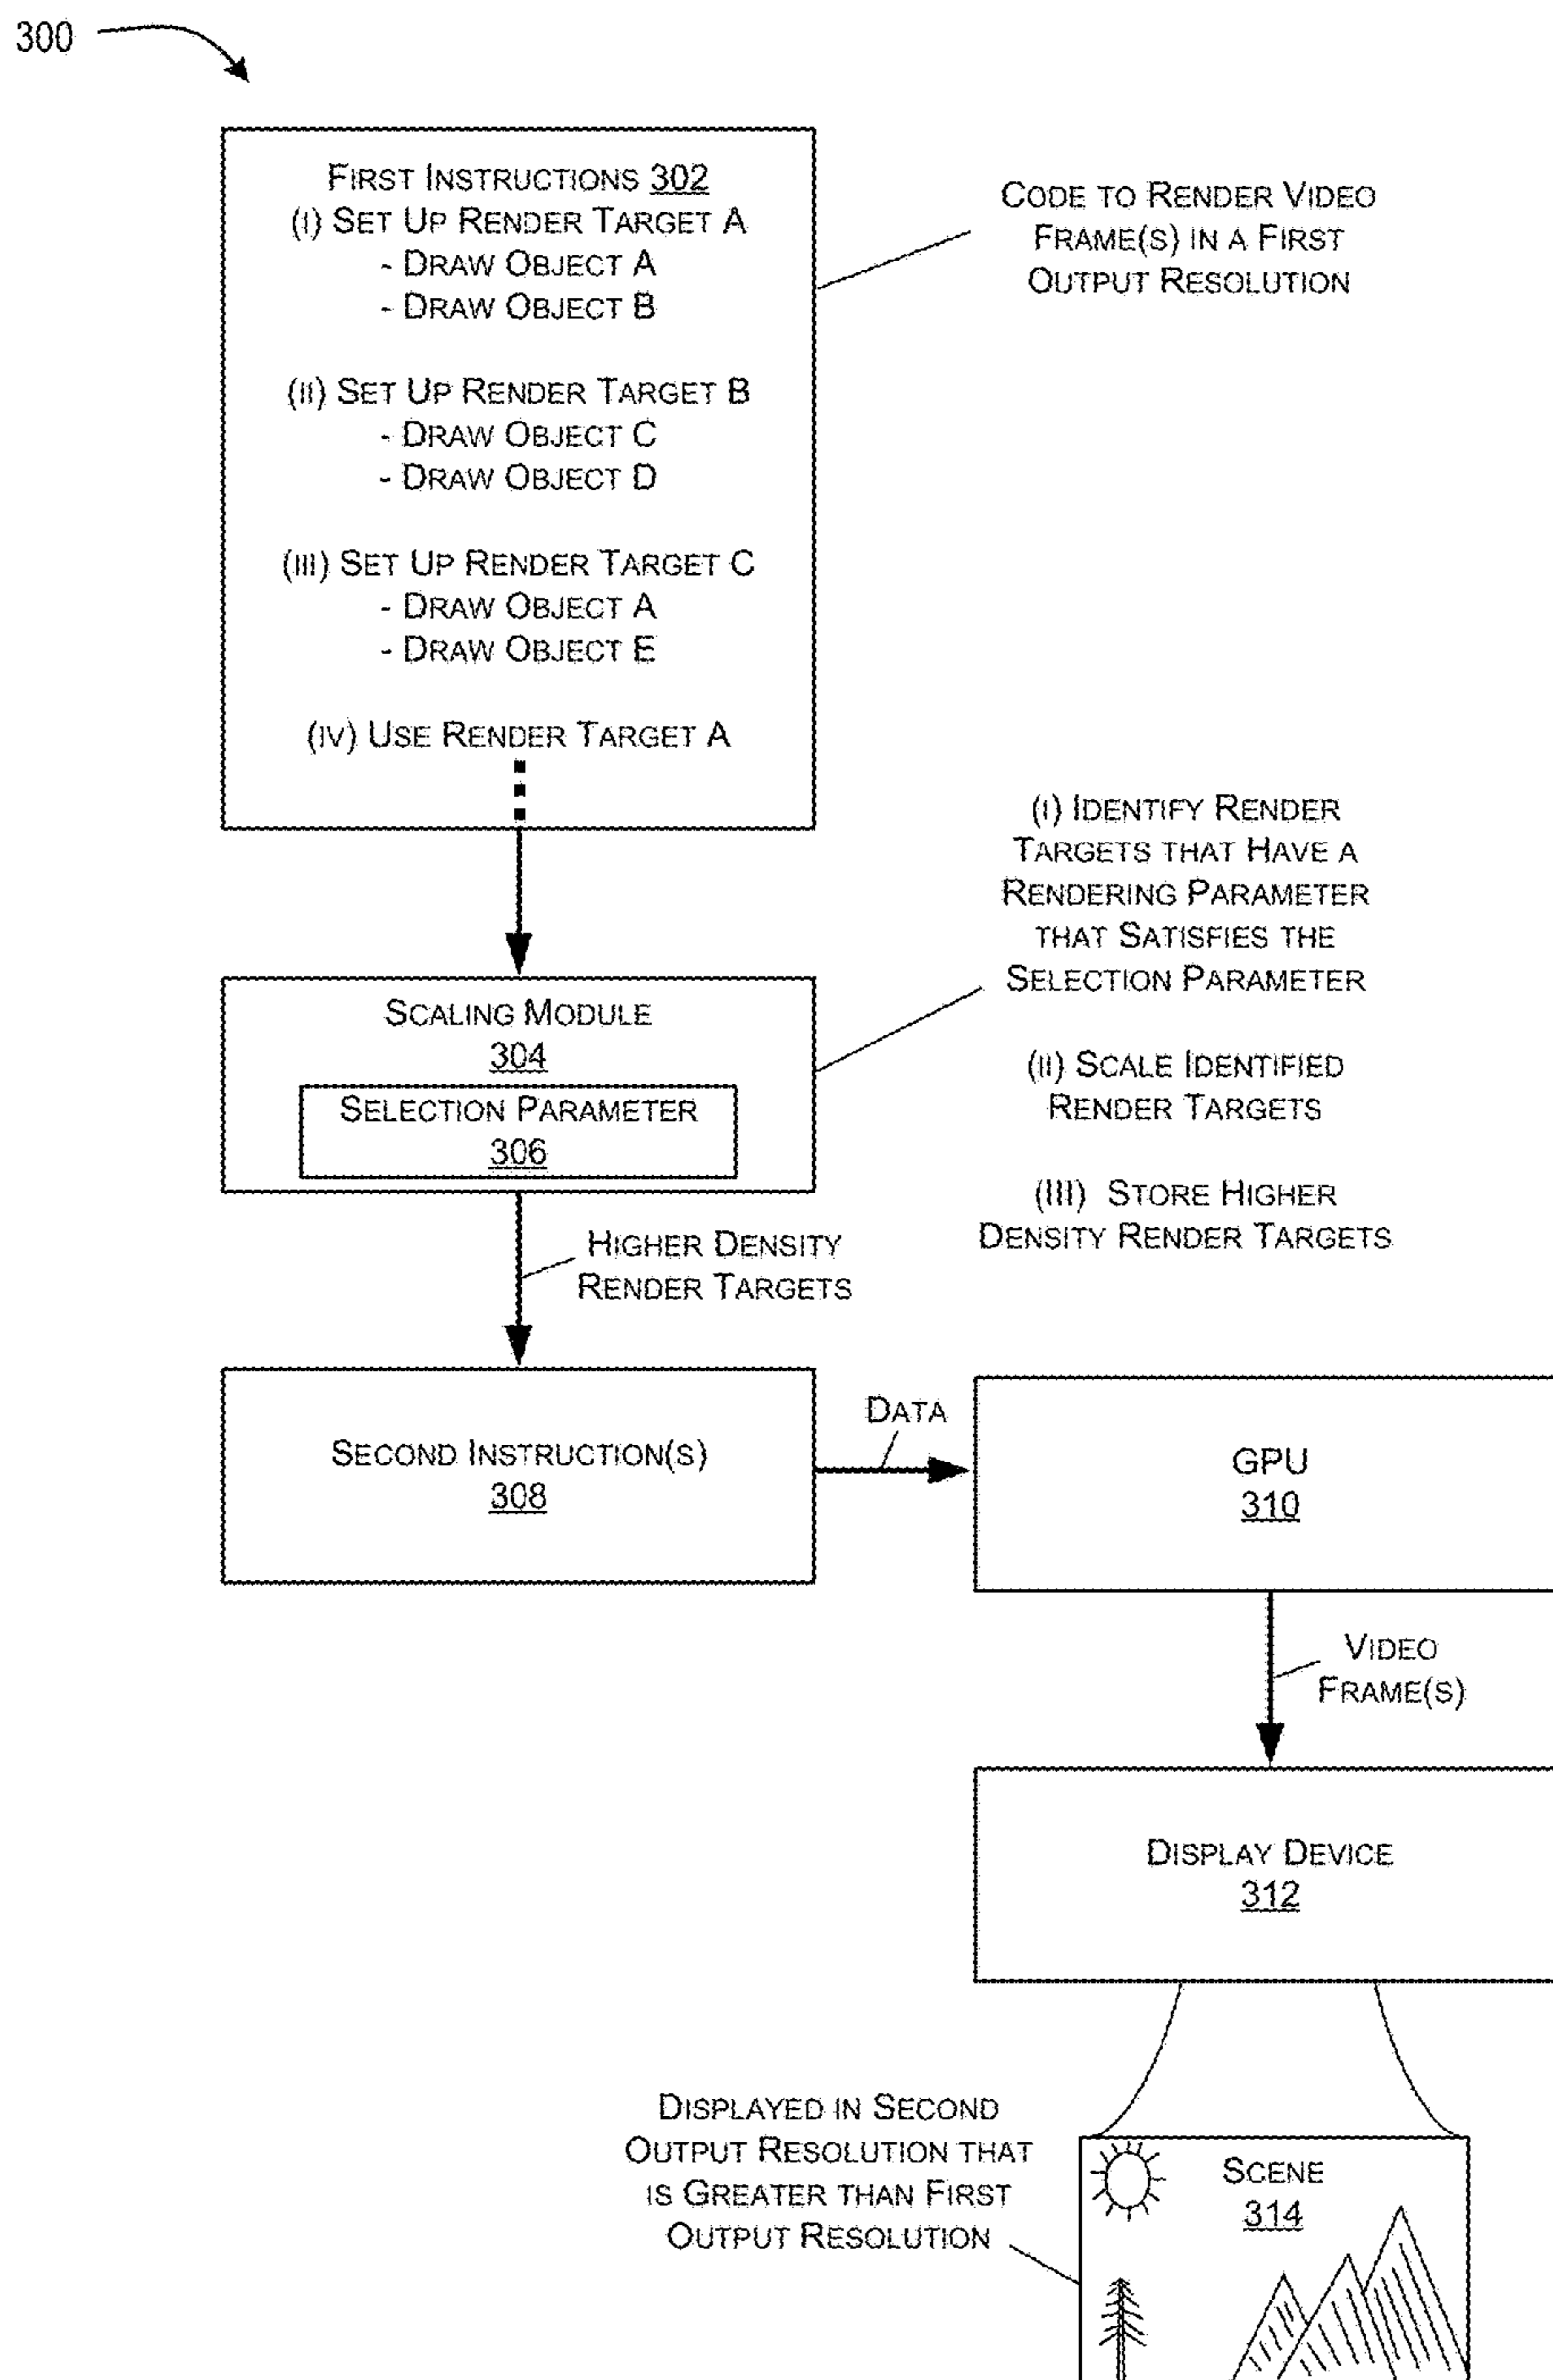 300
FIRST INSTRUCTIONS 302
(I) SET UP RENDER TARGET A
- DRAW OBJECT A
- DRAW OBJECT B
(II) SET UP RENDER TARGET B
- DRAW OBJECT C
- DRAW OBJECT D
(III) SET UP RENDER TARGET C
- DRAW OBJECT A
- DRAW OBJECT E
(IV) USE RENDER TARGET A
CODE TO RENDER VIDEO
FRAME(S) IN A FIRST
OUTPUT RESOLUTION
SCALING MODULE
304
SELECTION PARAMETER
306
(I) IDENTIFY RENDER
TARGETS THAT HAVE A
RENDERING PARAMETER
THAT SATISFIES THE
SELECTION PARAMETER
(II) SCALE IDENTIFIED
RENDER TARGETS
(III) STORE HIGHER
DENSITY RENDER TARGETS
HIGHER DENSITY
RENDER TARGETS
SECOND INSTRUCTION(S)
308
DATA
GPU
310
VIDEO
FRAME(S)
DISPLAY DEVICE
312
DISPLAYED IN SECOND
OUTPUT RESOLUTION THAT
IS GREATER THAN FIRST
OUTPUT RESOLUTION
SCENE
314